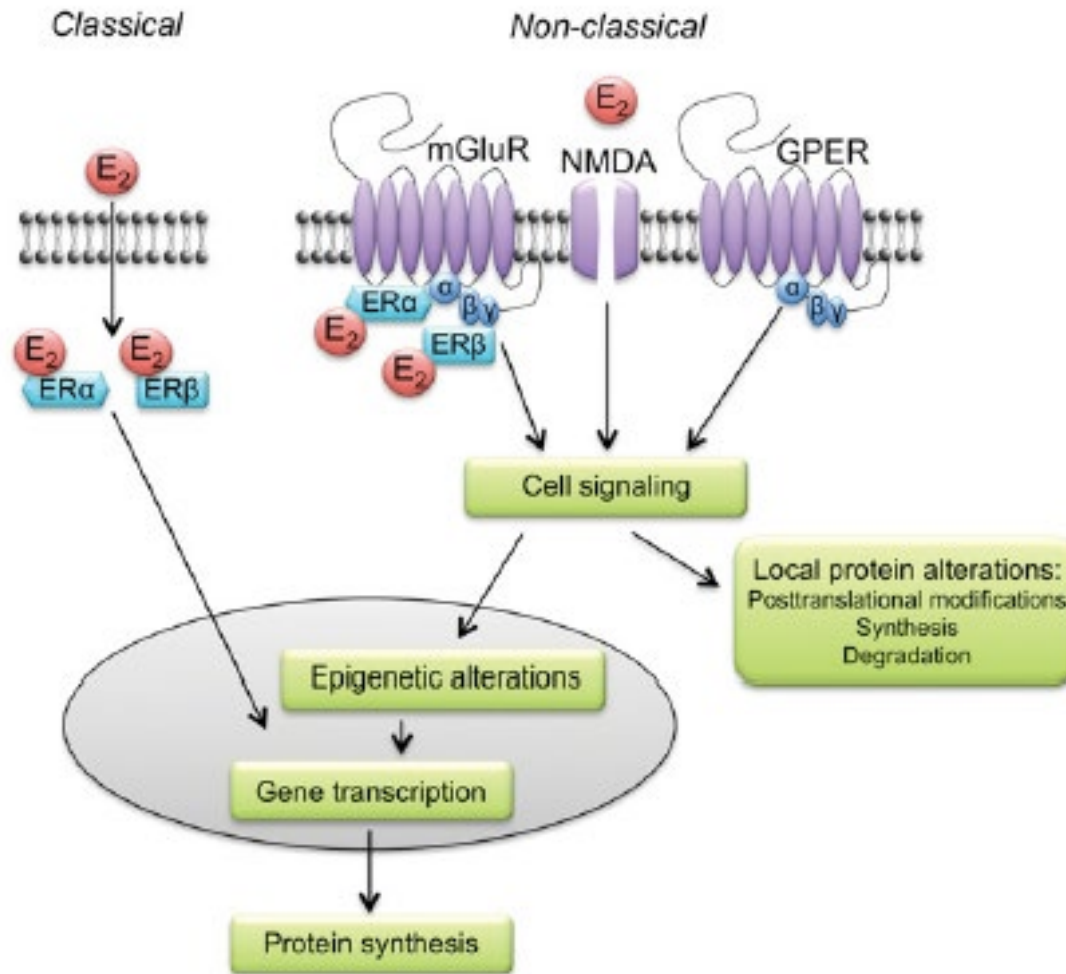 Classical
Non-classical
E2
mGluR
NMDA
GPER
E2
ERα
α
βγ
E2
ERβ
E2
α
βγ
E2
ERα
E2
ERβ
Cell signaling
Local protein alterations:
Posttranslational modifications
Synthesis
Degradation
Epigenetic alterations
Gene transcription
Protein synthesis